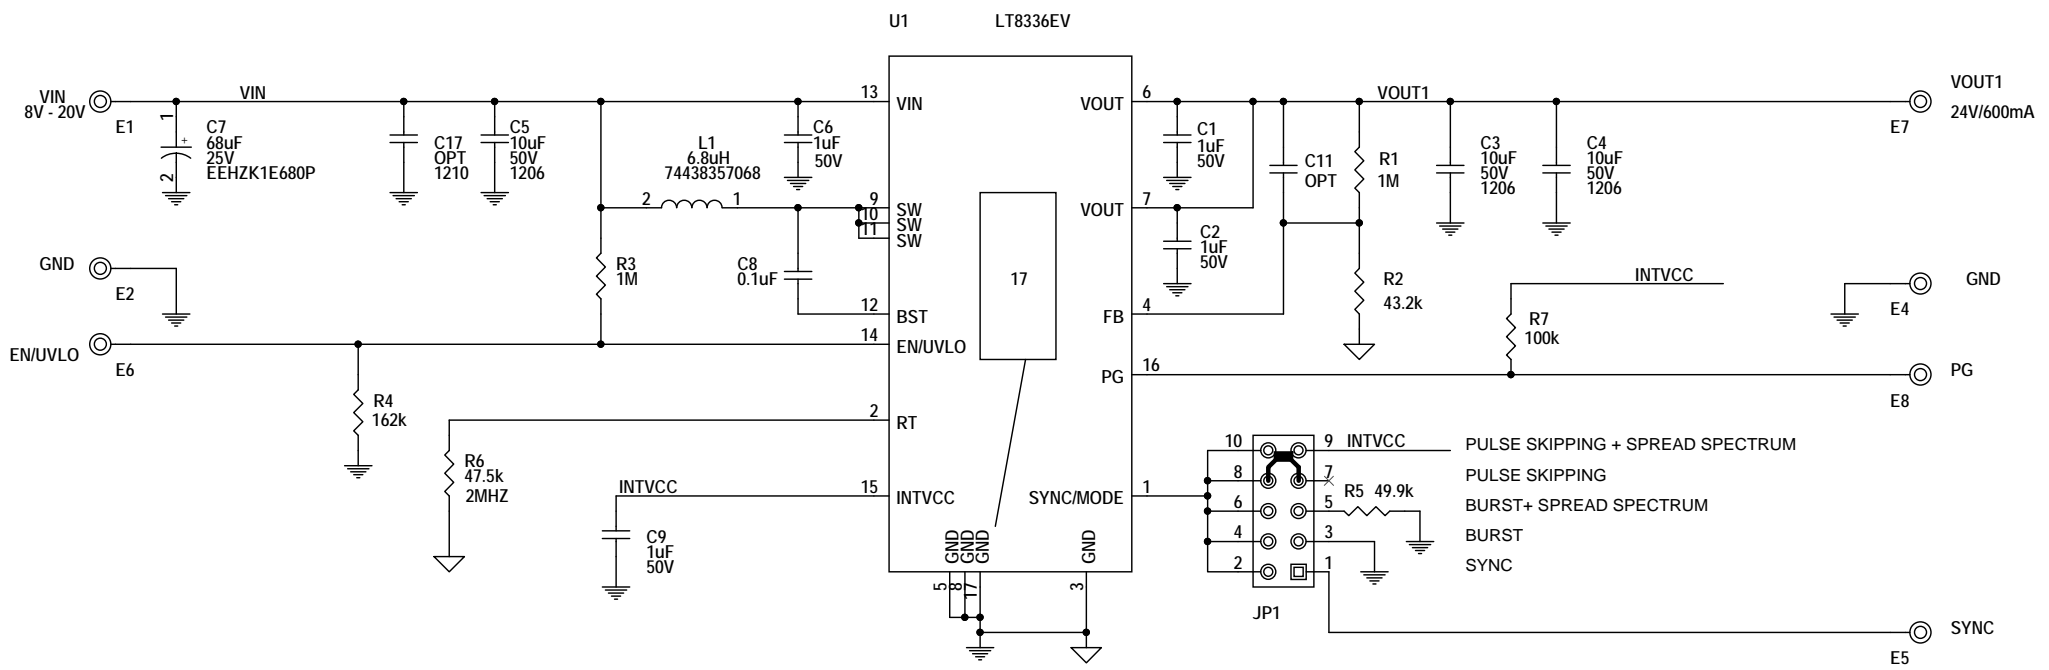 U1
LT8336EV
VIN
8V - 20V
E1
VIN
1
2
+
C7
68uF
25V
EEHZK1E680P
C17
OPT
1210
C5
10uF
50V
1206
L1
6.8uH
74438357068
2
1
C6
1uF
50V
13
VIN
9
SW
10
SW
11
SW
GND
E2
R3
1M
C8
0.1uF
12
BST
EN/UVLO
E6
14
EN/UVLO
R4
162k
2
RT
R6
47.5k
2MHZ
INTVCC
15
INTVCC
C9
1uF
50V
17
GND
GND
GND
5
8
17
GND
3
VOUT
6
C1
1uF
50V
VOUT
7
C2
1uF
50V
C11
OPT
R1
1M
VOUT1
C3
10uF
50V
1206
C4
10uF
50V
1206
VOUT1
24V/600mA
E7
FB
4
R2
43.2k
INTVCC
R7
100k
GND
E4
PG
16
PG
E8
SYNC/MODE
1
10
9
INTVCC
PULSE SKIPPING + SPREAD SPECTRUM
8
7
PULSE SKIPPING
6
5
R5
49.9k
BURST+ SPREAD SPECTRUM
4
3
BURST
2
1
SYNC
JP1
SYNC
E5